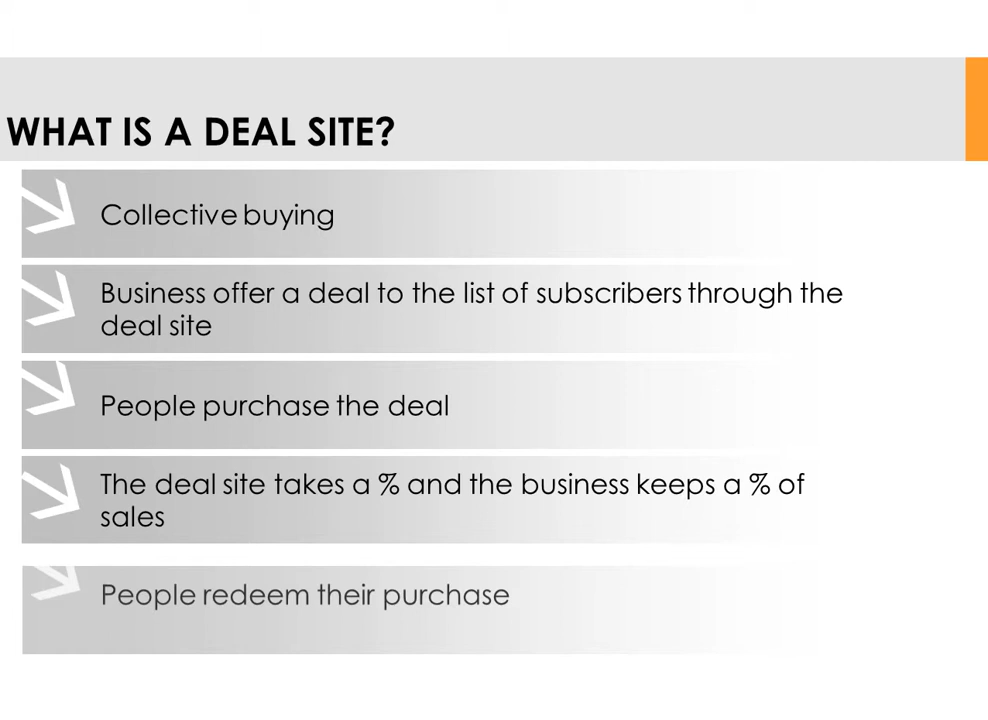 WHAT IS A DEAL SITE?
Collective buying
Business offer a deal to the list of subscribers through the
deal site
People purchase the deal
The deal site takes a % and the business keeps a % of
sales
People redeem their purchase